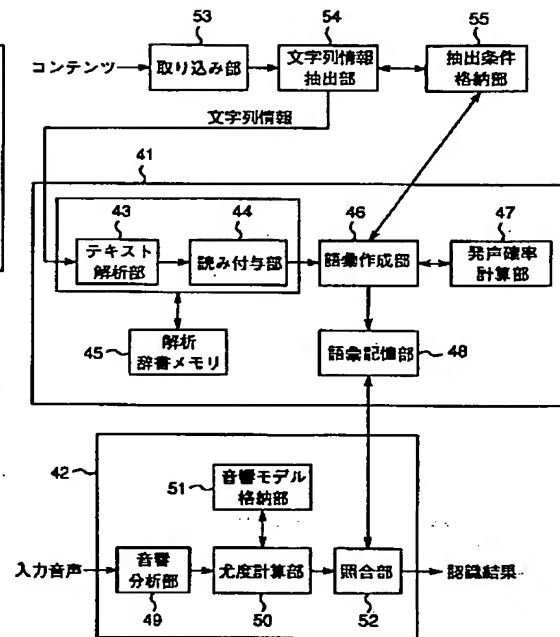 53
54
55
コンテンツ
取り込み部
文字列情報
抽出部
抽出条件
格納部
文字列情報
41
43
44
46
47
テキスト
解析部
読み付与部
語彙作成部
発声確率
計算部
45
解析
辞書メモリ
語彙記憶部
48
42
51
音響モデル
格納部
入力音声
音響
分析部
尤度計算部
照合部
認識結果
49
50
52